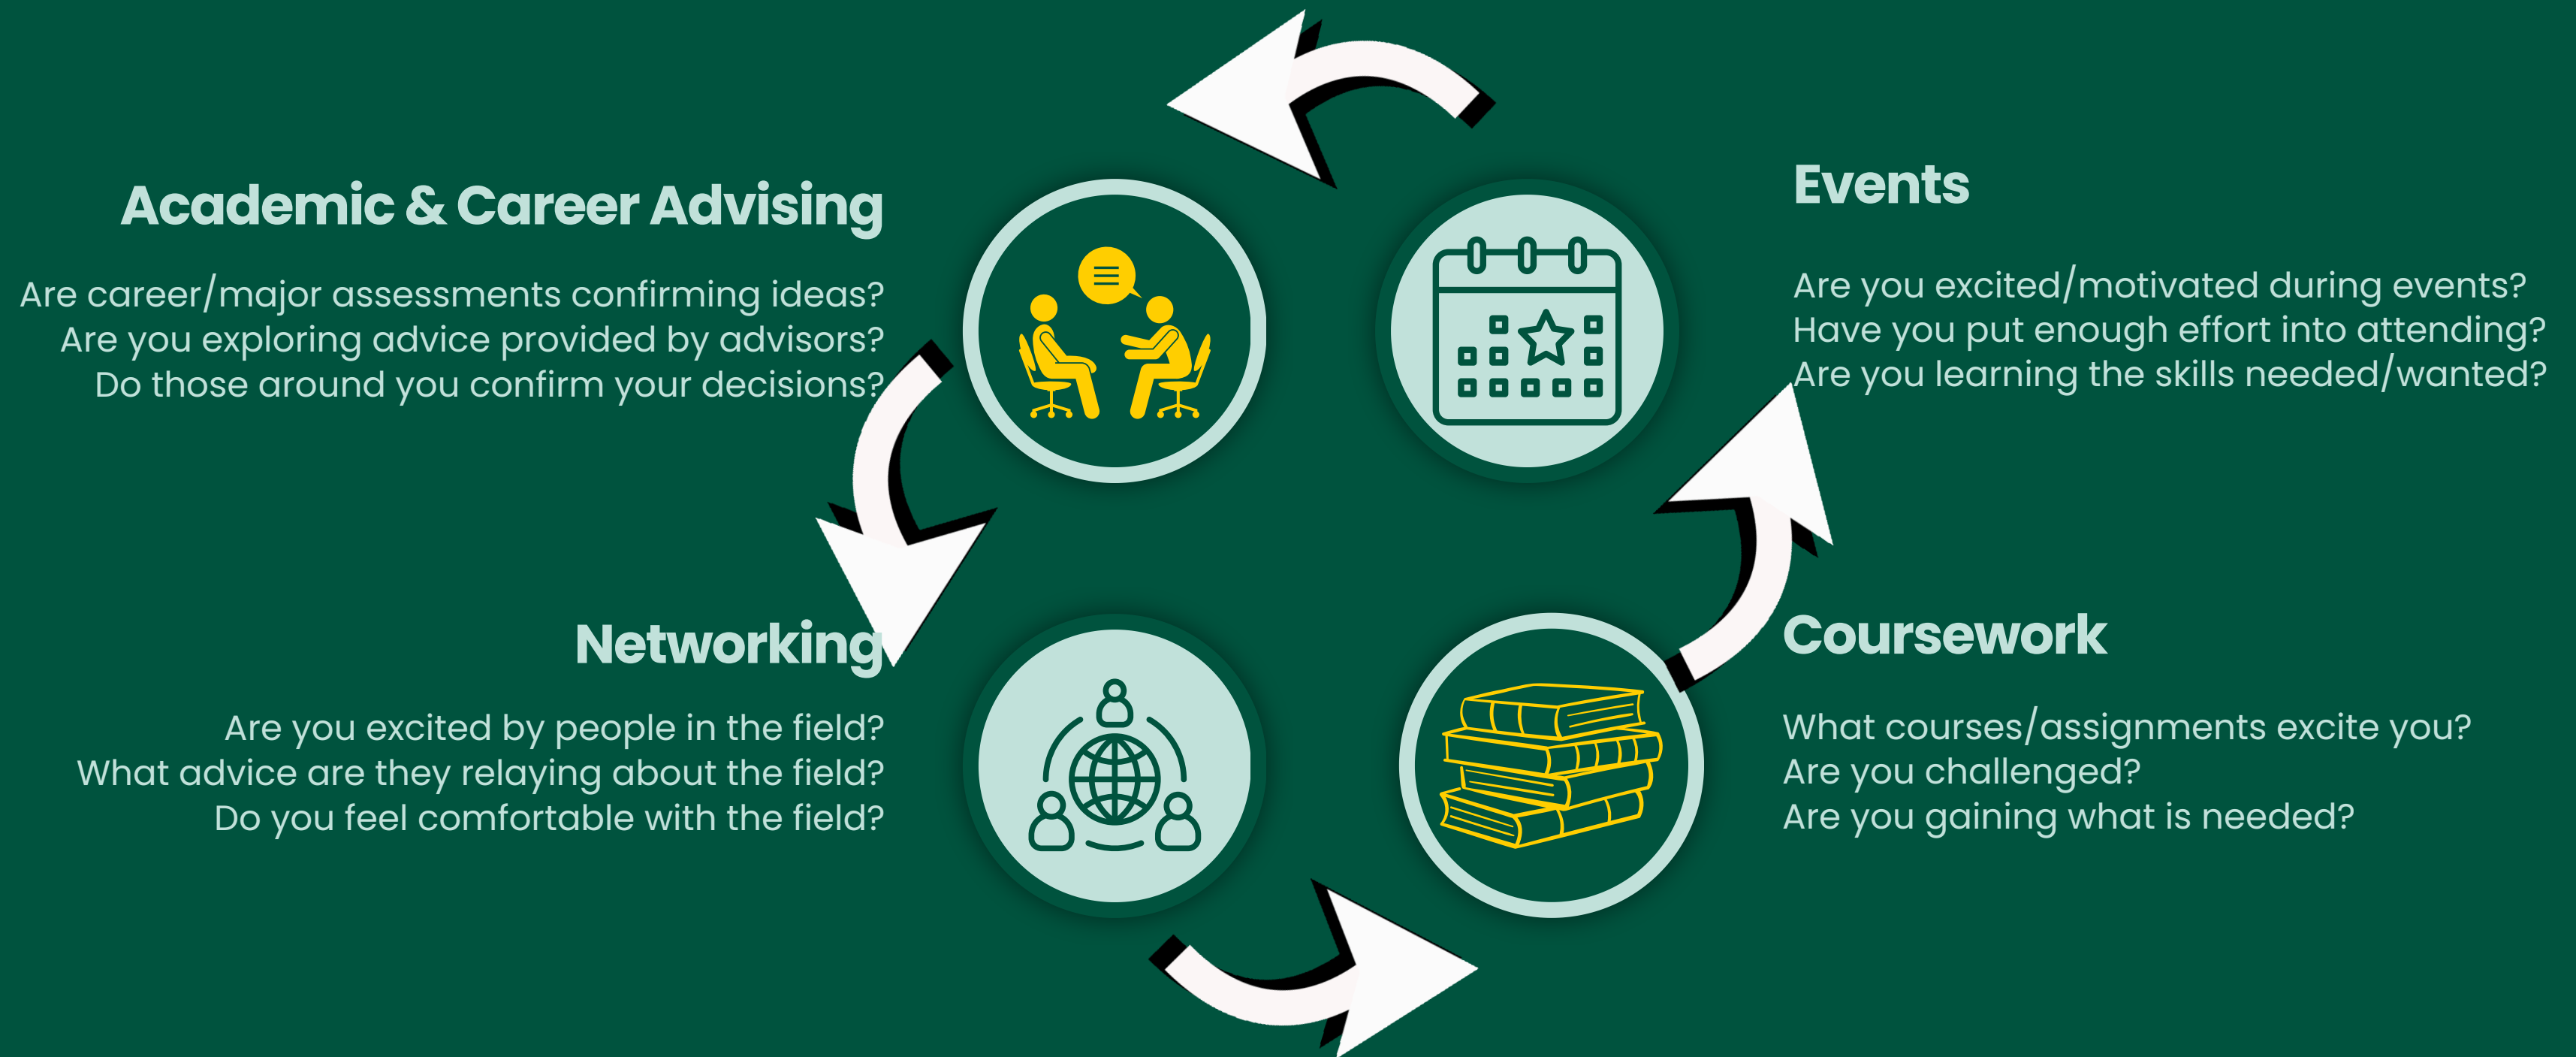 Academic & Career Advising
Are career/major assessments confirming ideas?
Are you exploring advice provided by advisors?
Do those around you confirm your decisions?
Events
Are you excited/motivated during events?
Have you put enough effort into attending?
Are you learning the skills needed/wanted?
Networking
Are you excited by people in the field?
What advice are they relaying about the field?
Do you feel comfortable with the field?
Coursework
What courses/assignments excite you?
Are you challenged?
Are you gaining what is needed?